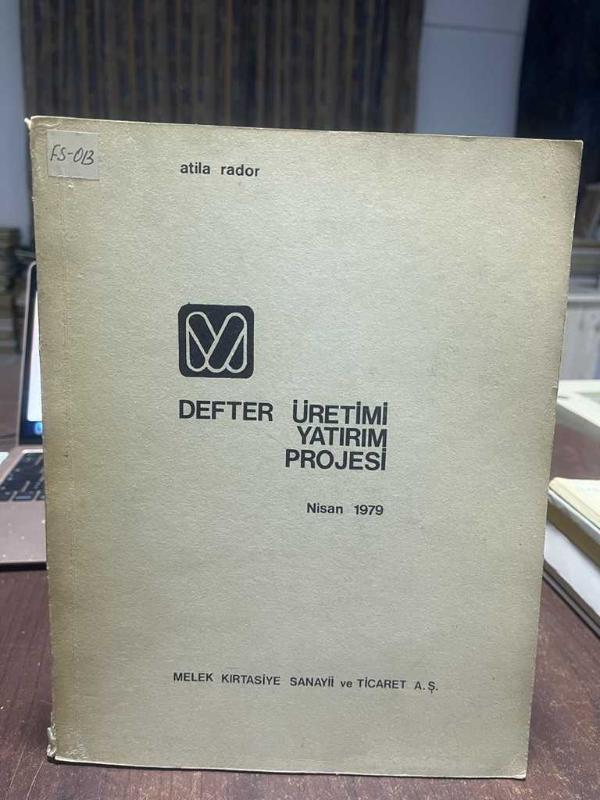 FS-013
atila rador
DEFTER ÜRETİMİ
YATIRIM
PROJESİ
Nisan 1979
MELEK KIRTASİYE SANAYİİ ve TİCARET A.Ş.